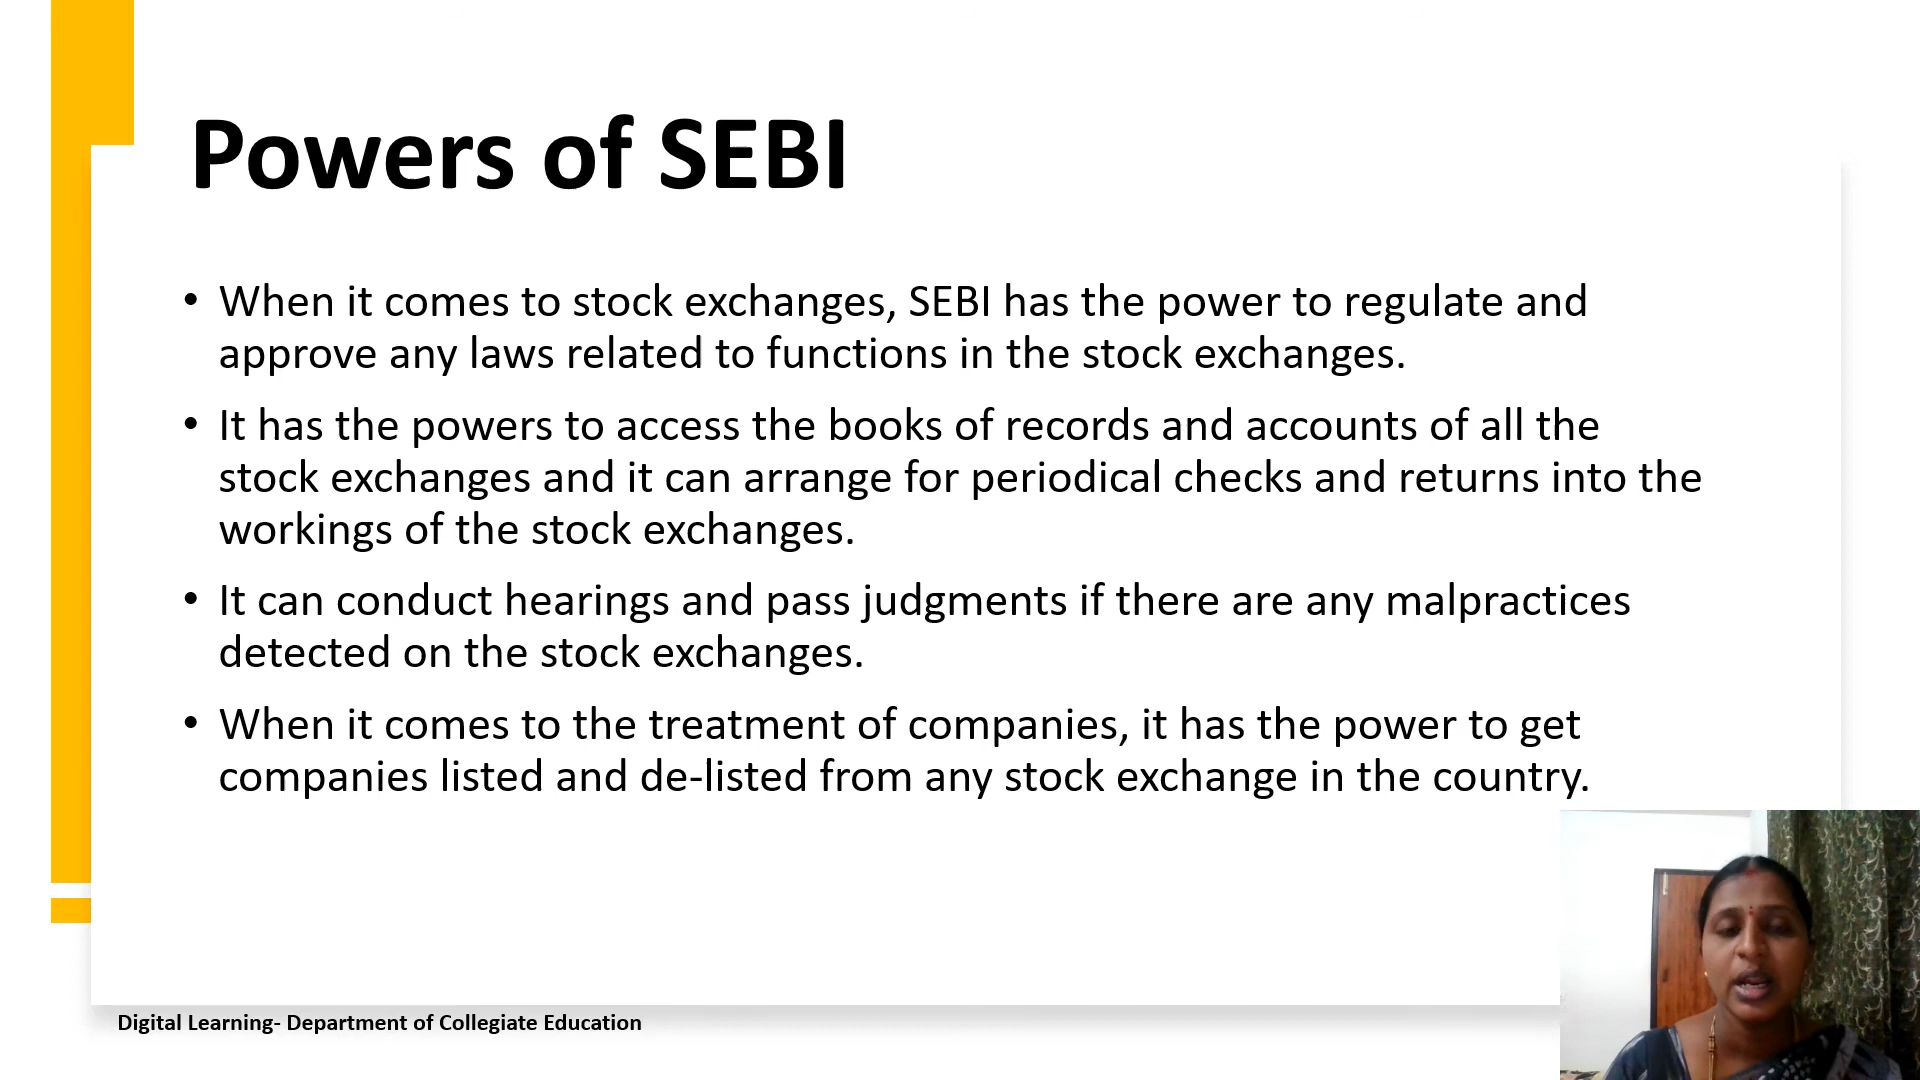 Powers of SEBI
• When it comes to stock exchanges, SEBI has the power to regulate and
approve any laws related to functions in the stock exchanges.
• It has the powers to access the books of records and accounts of all the
stock exchanges and it can arrange for periodical checks and returns into the
workings of the stock exchanges.
• It can conduct hearings and pass judgments if there are any malpractices
detected on the stock exchanges.
• When it comes to the treatment of companies, it has the power to get
companies listed and de-listed from any stock exchange in the country.
Digital Learning- Department of Collegiate Education